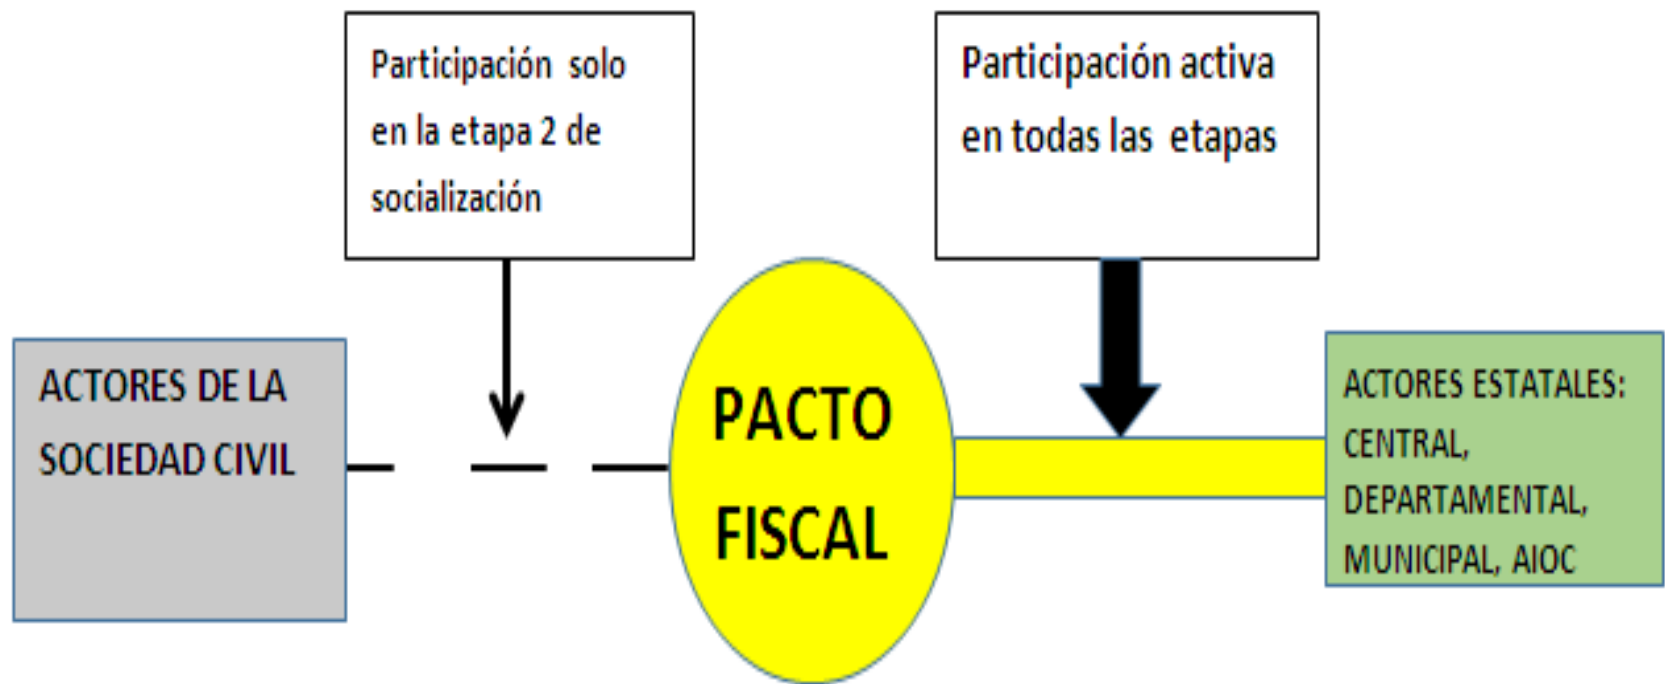 Participación solo
en la etapa 2 de
socialización
Participación activa
en todas las etapas
ACTORES DE LA
SOCIEDAD CIVIL
PACTO
FISCAL
ACTORES ESTATALES:
CENTRAL,
DEPARTAMENTAL,
MUNICIPAL, AIOC